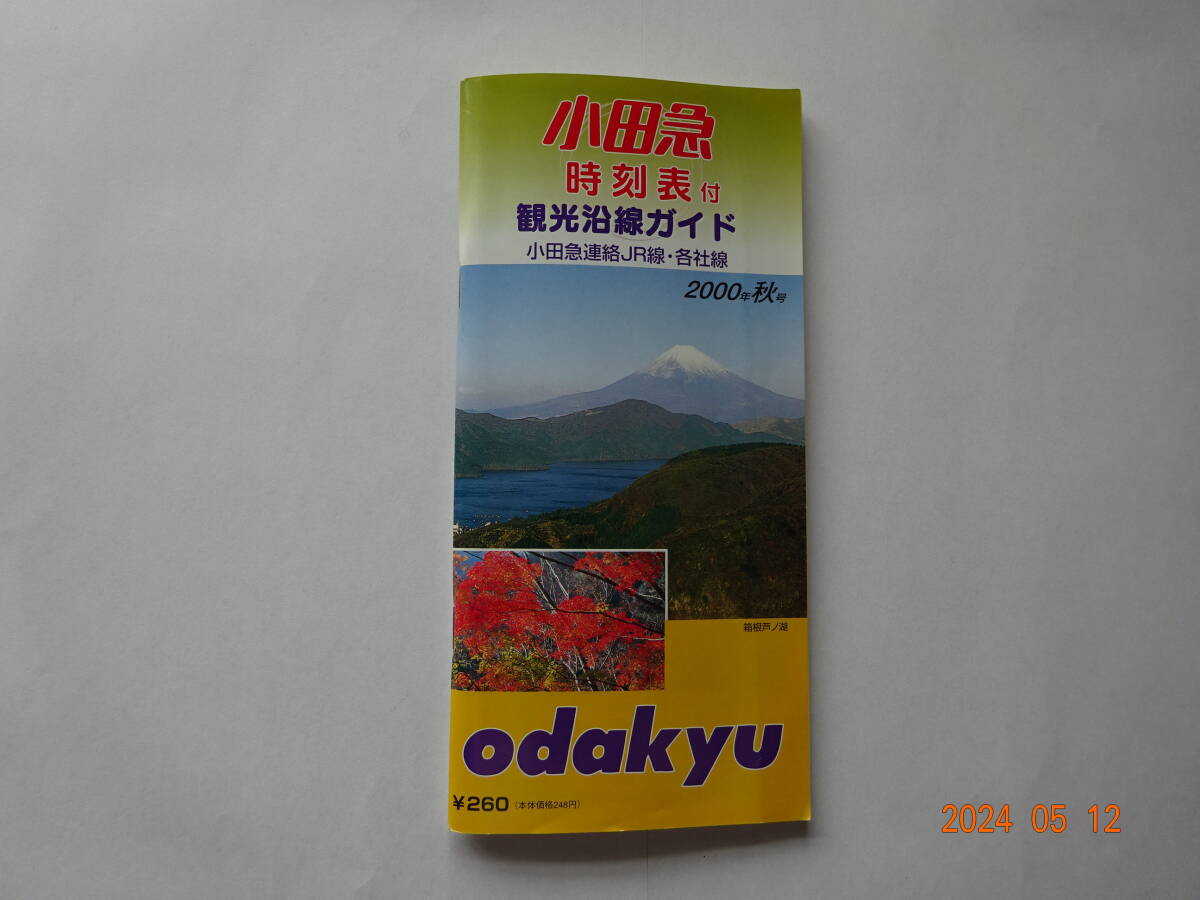 小田急
時刻表付
観光沿線ガイド
小田急連絡JR線・各社線
2000年秋号
箱根芦ノ湖
odakyu
¥260（本体価格248円）
2024 05 12